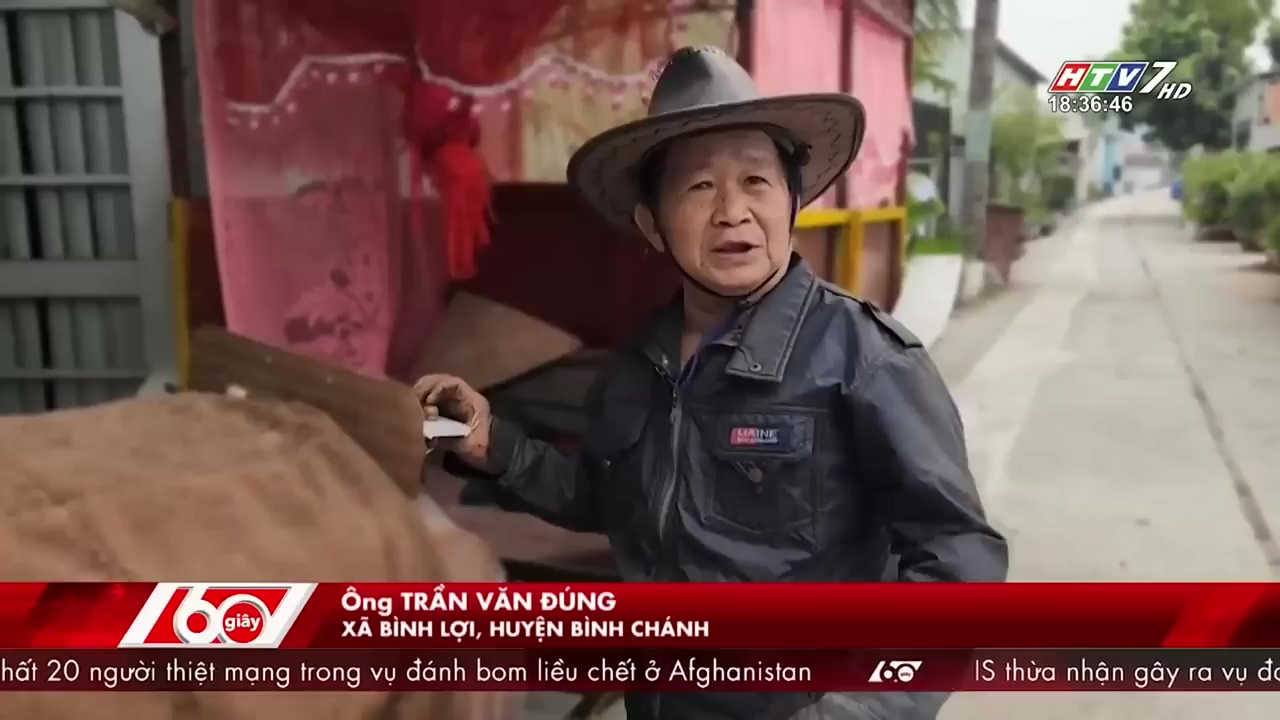 HTV7 HD
18:36:46
MAINE
60 giây
Ông TRẦN VĂN ĐÚNG
XÃ BÌNH LỢI, HUYỆN BÌNH CHÁNH
hất 20 người thiệt mạng trong vụ đánh bom liều chết ở Afghanistan 60 IS thừa nhận gây ra vụ